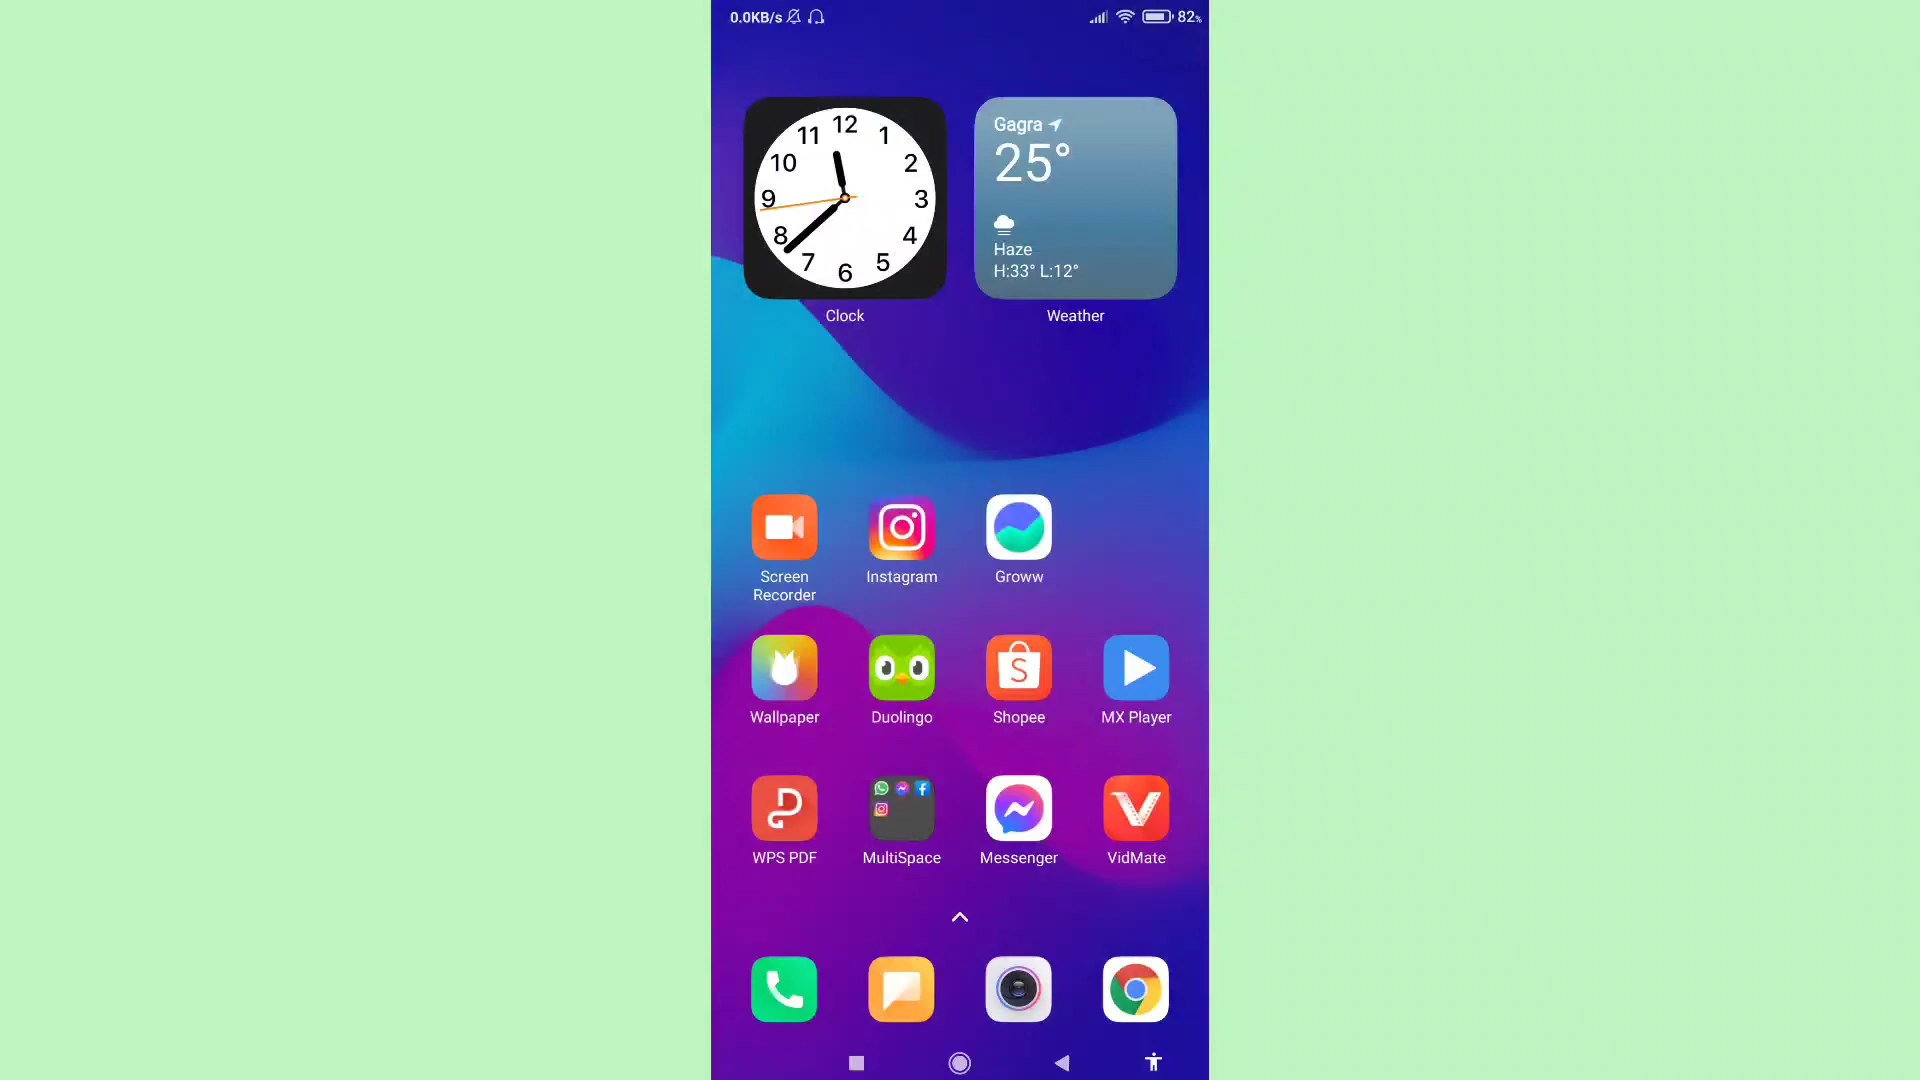 0.0KB/s 82%
12
11 1
10 2
9 3
8 4
7 5
6
Clock
Gagra
25°
Haze
H:33° L:12°
Weather
Screen
Recorder
Instagram
Groww
Wallpaper
Duolingo
Shopee
MX Player
WPS PDF
MultiSpace
Messenger
VidMate